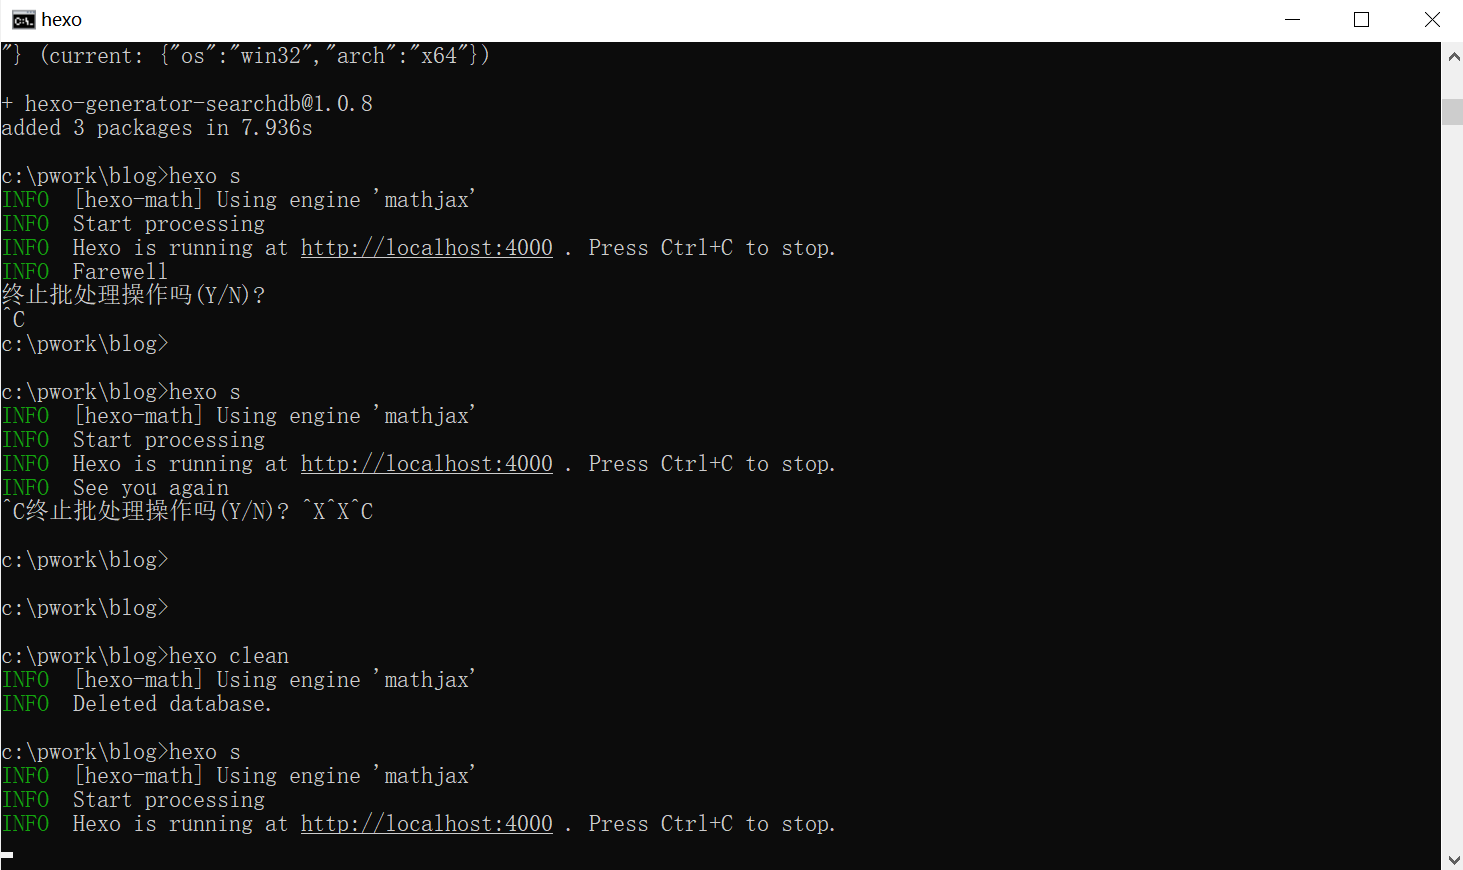 hexo
"} (current: {"os":"win32","arch":"x64"})
+ hexo-generator-searchdb@1.0.8
added 3 packages in 7.936s
c:\pwork\blog>hexo s
INFO  [hexo-math] Using engine 'mathjax'
INFO  Start processing
INFO  Hexo is running at http://localhost:4000 . Press Ctrl+C to stop.
INFO  Farewell
终止批处理操作吗(Y/N)?
^C
c:\pwork\blog>
c:\pwork\blog>hexo s
INFO  [hexo-math] Using engine 'mathjax'
INFO  Start processing
INFO  Hexo is running at http://localhost:4000 . Press Ctrl+C to stop.
INFO  See you again
^C终止批处理操作吗(Y/N)? ^X^X^C
c:\pwork\blog>
c:\pwork\blog>
c:\pwork\blog>hexo clean
INFO  [hexo-math] Using engine 'mathjax'
INFO  Deleted database.
c:\pwork\blog>hexo s
INFO  [hexo-math] Using engine 'mathjax'
INFO  Start processing
INFO  Hexo is running at http://localhost:4000 . Press Ctrl+C to stop.